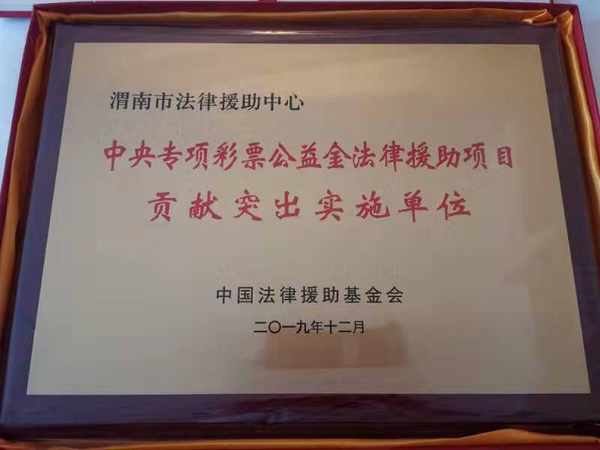 渭南市法律援助中心
中央专项彩票公益金法律援助项目
贡献突出实施单位
中国法律援助基金会
二〇一九年十二月